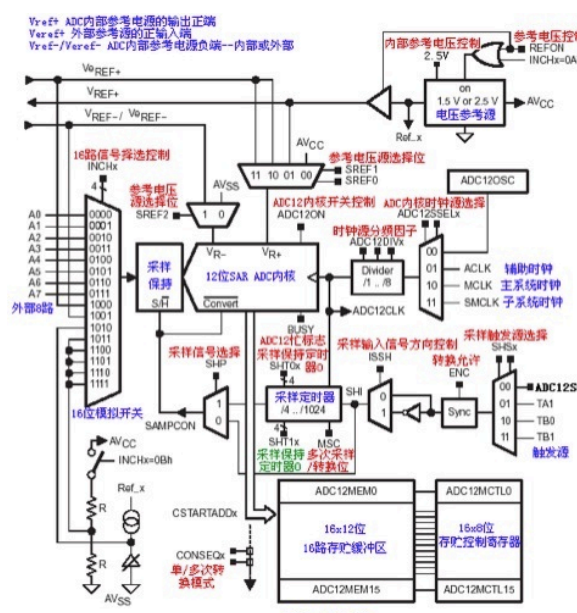 Vref+ ADC内部参考电源的输出正端
Veref+ 外部参考源的正输入端
Vref-/Veref- ADC内部参考电源负端--内部或外部
参考电压控
REFON
INCHx=0A
内部参考电压控制
2.5V
on
1.5 V or 2.5 V
电压参考源
AVCC
Ref_x
VeREF+
VREF+
VREF-/ VeREF-
16路信号采选控制
INCHx
4
AVCC
11 10 01 00
参考电压源选择位
SREF1
SREF0
参考电压
源选择位
SREF2
AVSS
1 0
ADC12内核开关控制
ADC12ON
ADC12OSC
ADC内核时钟源选择
ADC12SSELx
时钟源分频因子
ADC12DIVx
VR-
VR+
A0
A1
A2
A3
A4
A5
A6
A7
外部8路
0000
0001
0010
0011
0100
0101
0110
0111
1000
1001
1010
1011
1100
1101
1110
1111
16位模拟开关
采样
保持
S/H
12位SAR ADC内核
Convert
Divider
/1 .. /8
ADC12CLK
00
01
10
11
ACLK
MCLK
SMCLK
辅助时钟
主系统时钟
子系统时钟
BUSY
ADC12忙标志
采样保持定时
器0
SHT0x
4
采样信号选择
SHP
1
0
SAMPCON
采样定时器
/4 .. /1024
4
SHT1x
采样保持
定时器0
MSC
多次采样
/转换位
SHI
采样输入信号方向控制
ISSH
1
0
转换允许
ENC
Sync
采样触发源选择
SHSx
00
01
10
11
ADC12S
TA1
TB0
TB1
触发源
AVCC
INCHx=0Bh
Ref_x
R
R
AVSS
CSTARTADDx
CONSEQx
单/多次转
换模式
ADC12MEM0
16x12位
16路存贮缓冲区
ADC12MEM15
ADC12MCTL0
16x8位
存贮控制寄存器
ADC12MCTL15